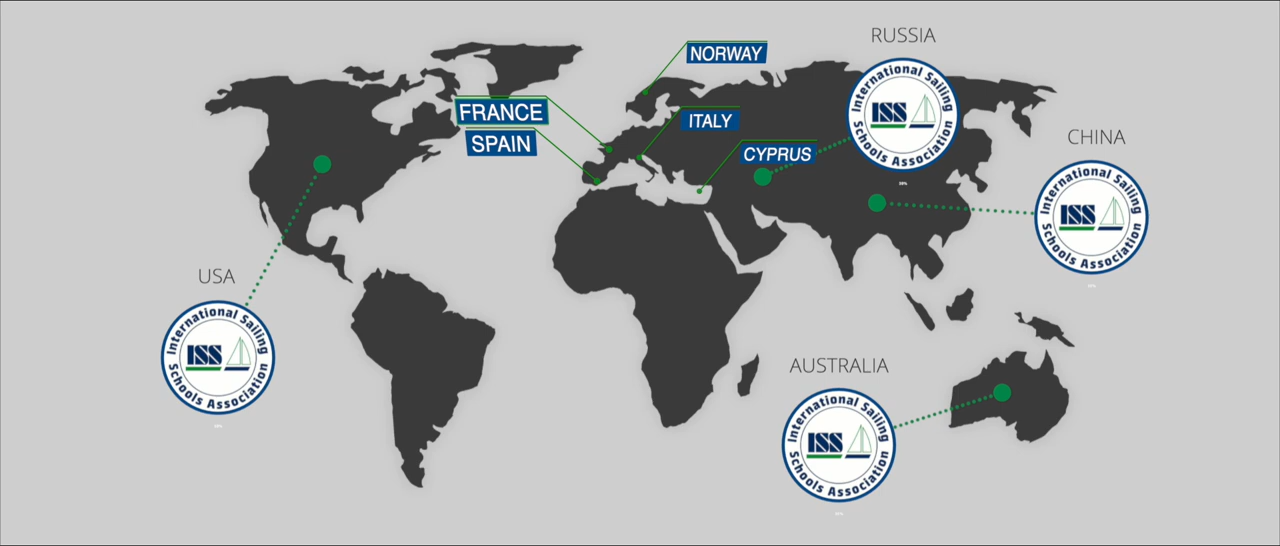 RUSSIA
NORWAY
International Sailing
ISS
Schools Association
FRANCE
ITALY
SPAIN
CYPRUS
CHINA
International Sailing
ISS
Schools Association
USA
International Sailing
ISS
Schools Association
AUSTRALIA
International Sailing
ISS
Schools Association